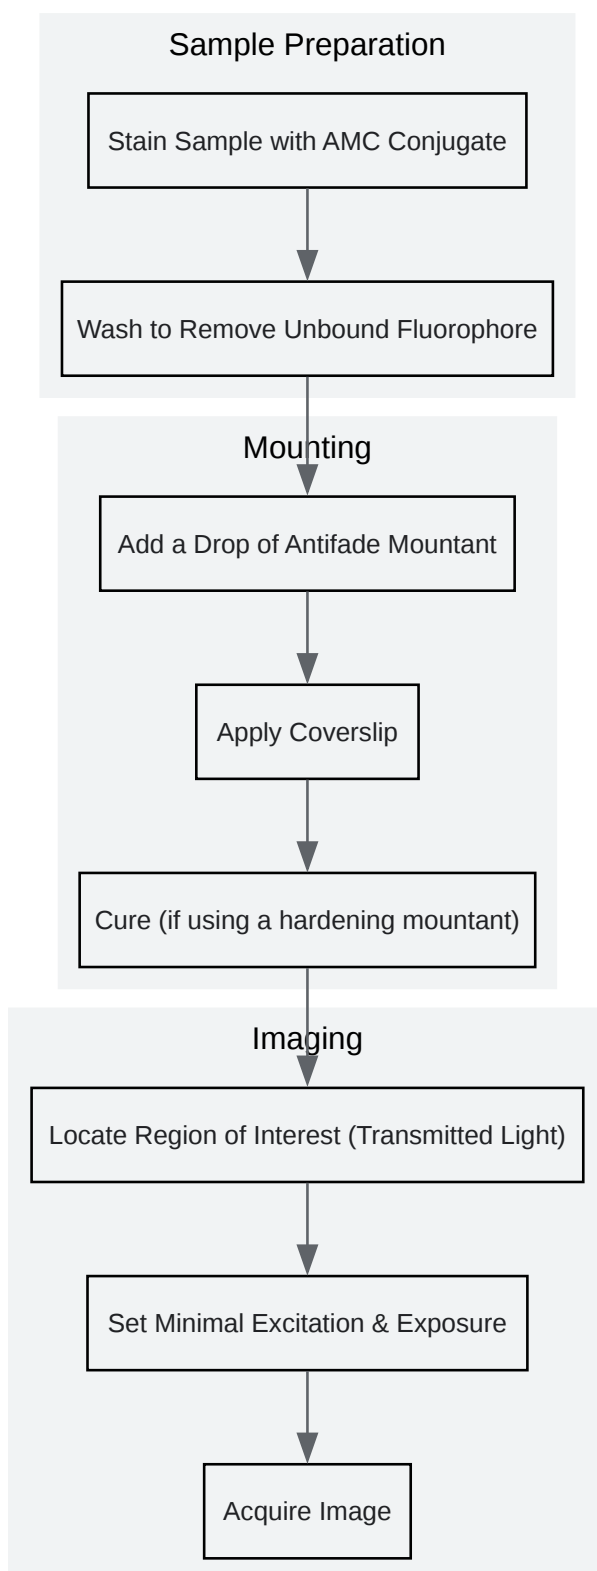 Sample Preparation
Stain Sample with AMC Conjugate
Wash to Remove Unbound Fluorophore
Mounting
Add a Drop of Antifade Mountant
Apply Coverslip
Cure (if using a hardening mountant)
Imaging
Locate Region of Interest (Transmitted Light)
Set Minimal Excitation & Exposure
Acquire Image